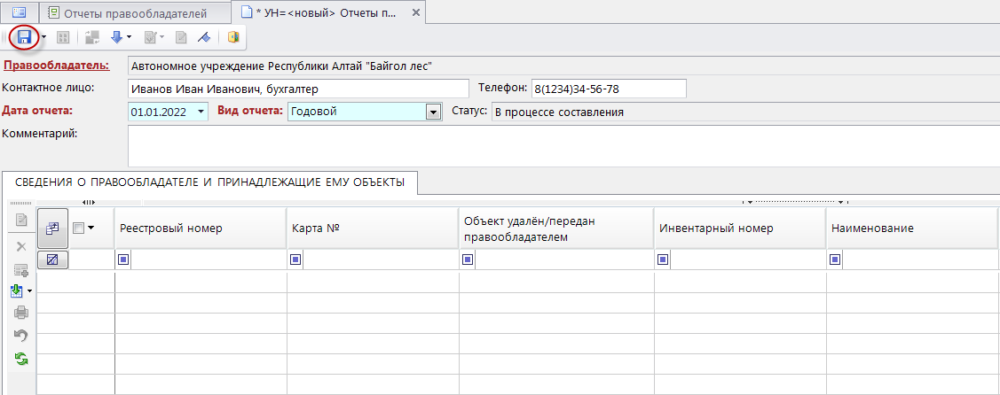 Отчеты правообладателей
* УН=<новый> Отчеты п...
Правообладатель: Автономное учреждение Республики Алтай "Байгол лес"
Контактное лицо: Иванов Иван Иванович, бухгалтер Телефон: 8(1234)34-56-78
Дата отчета: 01.01.2022 Вид отчета: Годовой Статус: В процессе составления
Комментарий:
СВЕДЕНИЯ О ПРАВООБЛАДАТЕЛЕ И ПРИНАДЛЕЖАЩИЕ ЕМУ ОБЪЕКТЫ
Реестровый номер
Карта №
Объект удалён/передан
правообладателем
Инвентарный номер
Наименование